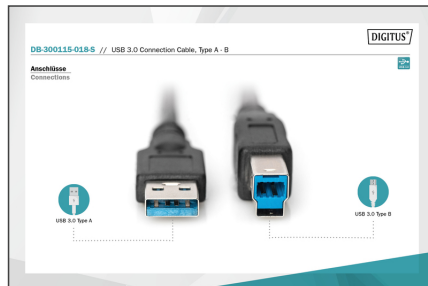 DIGITUS®
DB-300115-018-S // USB 3.0 Connection Cable, Type A - B
Anschlüsse
Connections
USB 3.0 Type A
USB 3.0 Type B